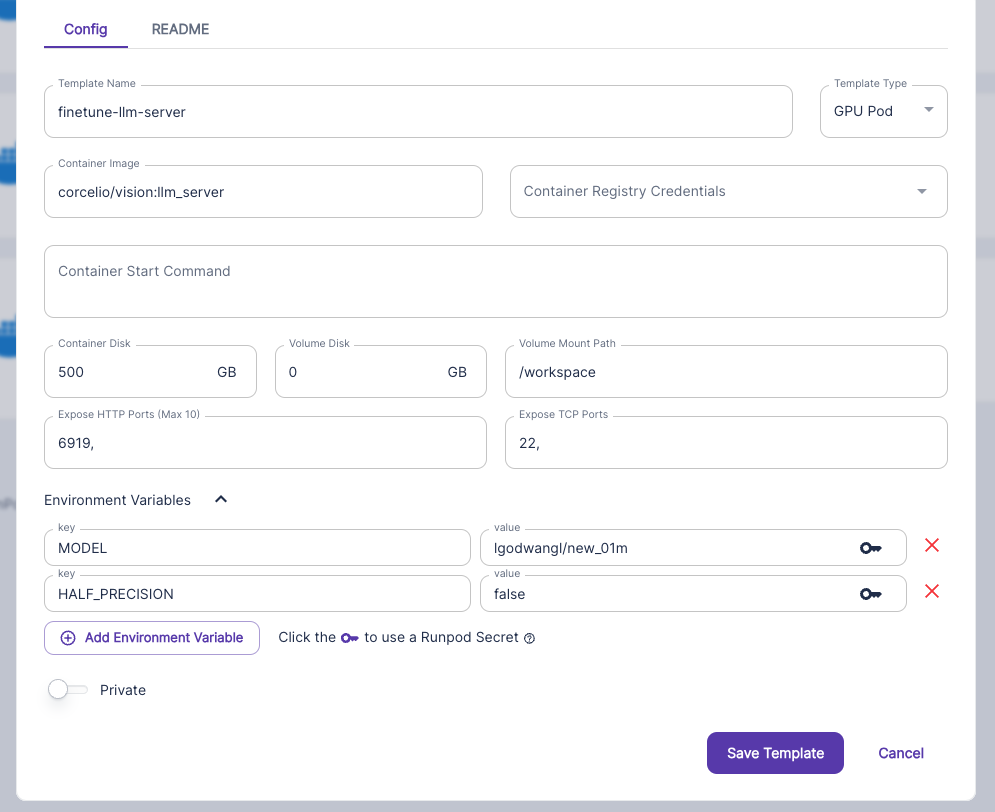 Config README
Template Name Template Type
finetune-llm-server GPU Pod
Container Image
corcelio/vision:llm_server Container Registry Credentials
Container Start Command
Container Disk Volume Disk Volume Mount Path
500 GB 0 GB /workspace
Expose HTTP Ports (Max 10) Expose TCP Ports
6919, 22,
Environment Variables
key value
MODEL lgodwangl/new_01m
key value
HALF_PRECISION false
Add Environment Variable Click the to use a Runpod Secret
Private
Save Template Cancel